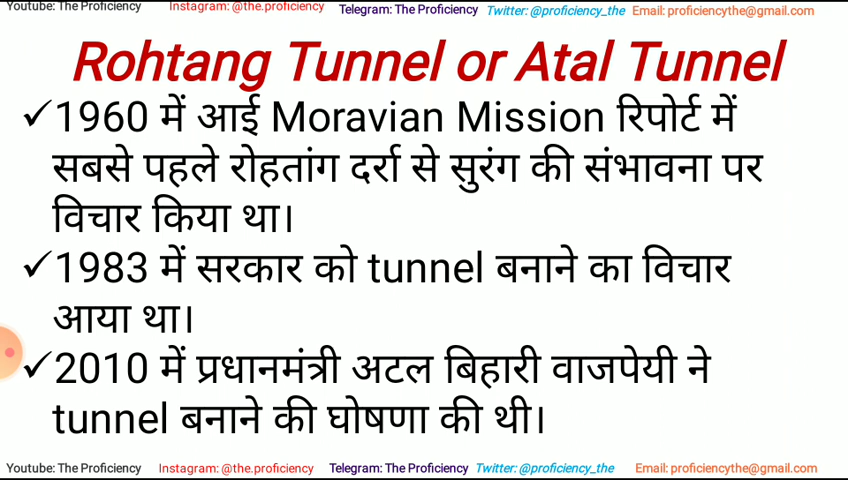 Youtube: The Proficiency Instagram: @the.proficiency Telegram: The Proficiency Twitter: @proficiency_the Email: proficiencythe@gmail.com
Rohtang Tunnel or Atal Tunnel
✓1960 में आई Moravian Mission रिपोर्ट में
सबसे पहले रोहतांग दर्रा से सुरंग की संभावना पर
विचार किया था।
✓1983 में सरकार को tunnel बनाने का विचार
आया था।
✓2010 में प्रधानमंत्री अटल बिहारी वाजपेयी ने
tunnel बनाने की घोषणा की थी।
Youtube: The Proficiency Instagram: @the.proficiency Telegram: The Proficiency Twitter: @proficiency_the Email: proficiencythe@gmail.com